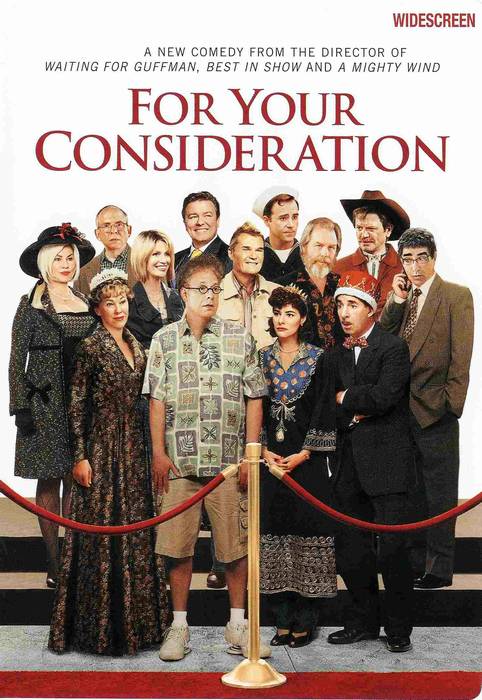 WIDESCREEN
A NEW COMEDY FROM THE DIRECTOR OF
WAITING FOR GUFFMAN, BEST IN SHOW AND A MIGHTY WIND
FOR YOUR
CONSIDERATION